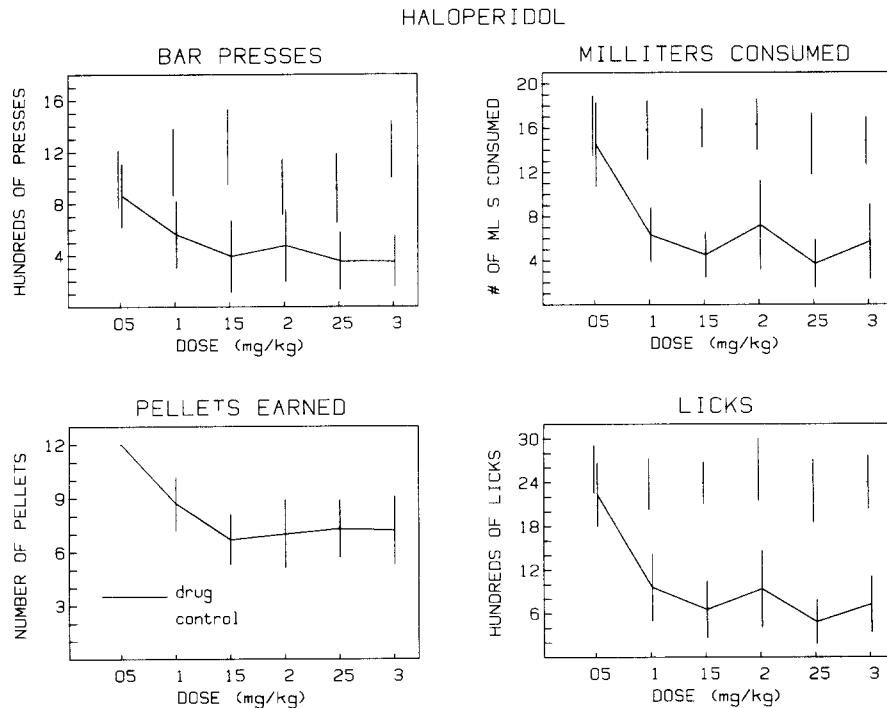 HALOPERIDOL
BAR PRESSES
HUNDREDS OF PRESSES
16
12
8
4
05 1 15 2 25 3
DOSE (mg/kg)
MILLITERS CONSUMED
# OF ML S CONSUMED
20
16
12
8
4
05 1 15 2 25 3
DOSE (mg/kg)
PELLETS EARNED
NUMBER OF PELLETS
12
9
6
3
drug
control
05 1 15 2 25 3
DOSE (mg/kg)
LICKS
HUNDREDS OF LICKS
30
24
18
12
6
05 1 15 2 25 3
DOSE (mg/kg)